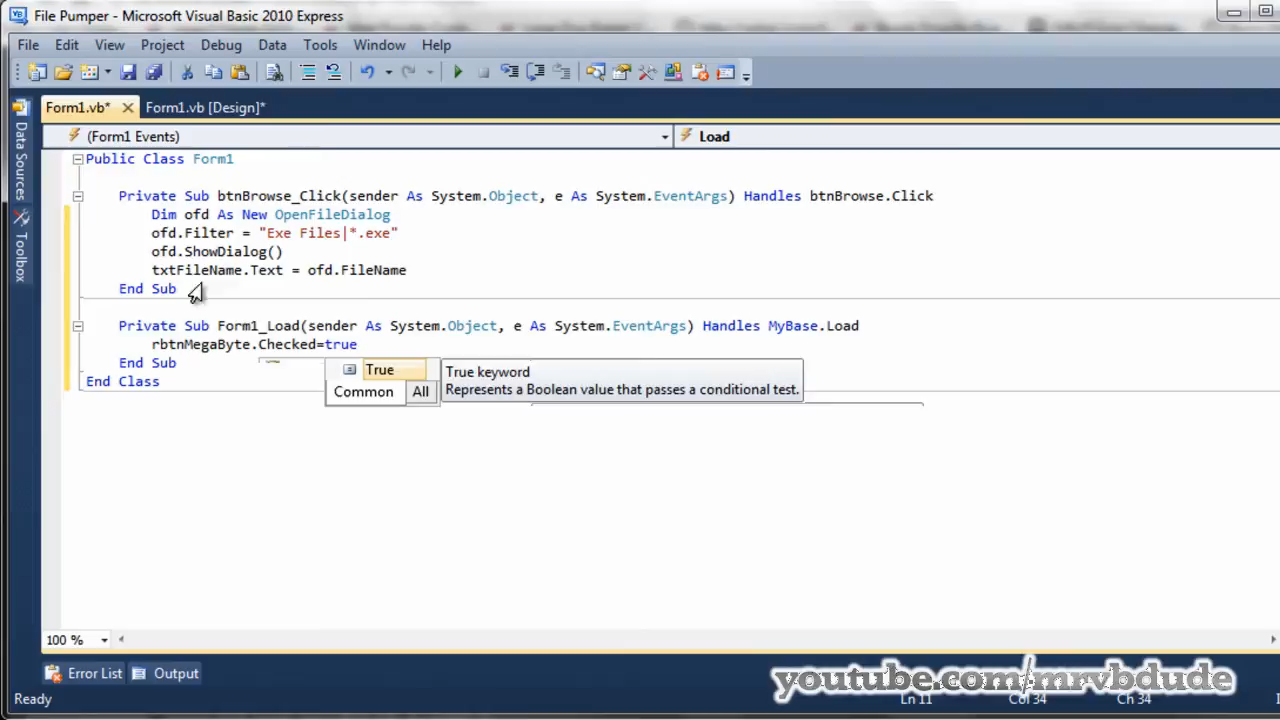 File Pumper - Microsoft Visual Basic 2010 Express
File Edit View Project Debug Data Tools Window Help
Form1.vb* Form1.vb [Design]*
(Form1 Events) Load
Data Sources
Toolbox
Public Class Form1
Private Sub btnBrowse_Click(sender As System.Object, e As System.EventArgs) Handles btnBrowse.Click
Dim ofd As New OpenFileDialog
ofd.Filter = "Exe Files|*.exe"
ofd.ShowDialog()
txtFileName.Text = ofd.FileName
End Sub
Private Sub Form1_Load(sender As System.Object, e As System.EventArgs) Handles MyBase.Load
rbtnMegaByte.Checked=true
End Sub
End Class
True
Common All
True keyword
Represents a Boolean value that passes a conditional test.
100 %
Error List Output
youtube.com/mrvbdude
Ready Ln 11 Col 34 Ch 34